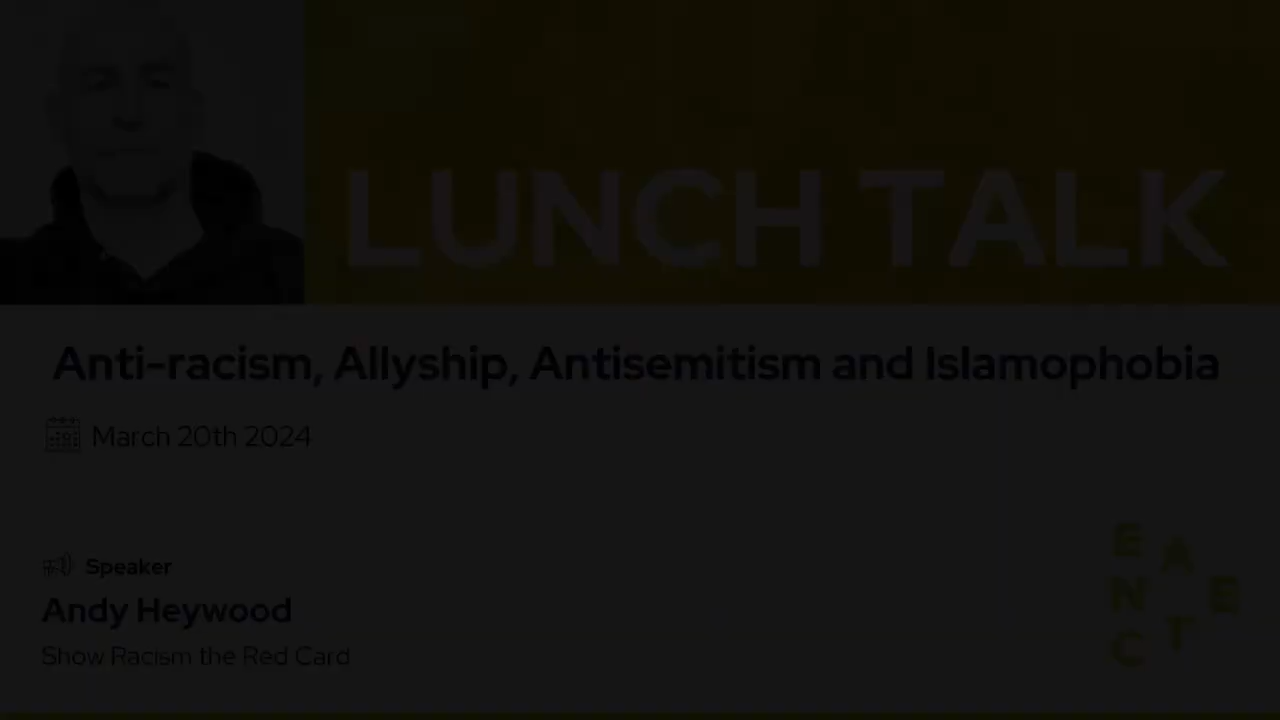 LUNCH TALK
Anti-racism, Allyship, Antisemitism and Islamophobia
March 20th 2024
Speaker
Andy Heywood
Show Racism the Red Card
ENC
A T
B